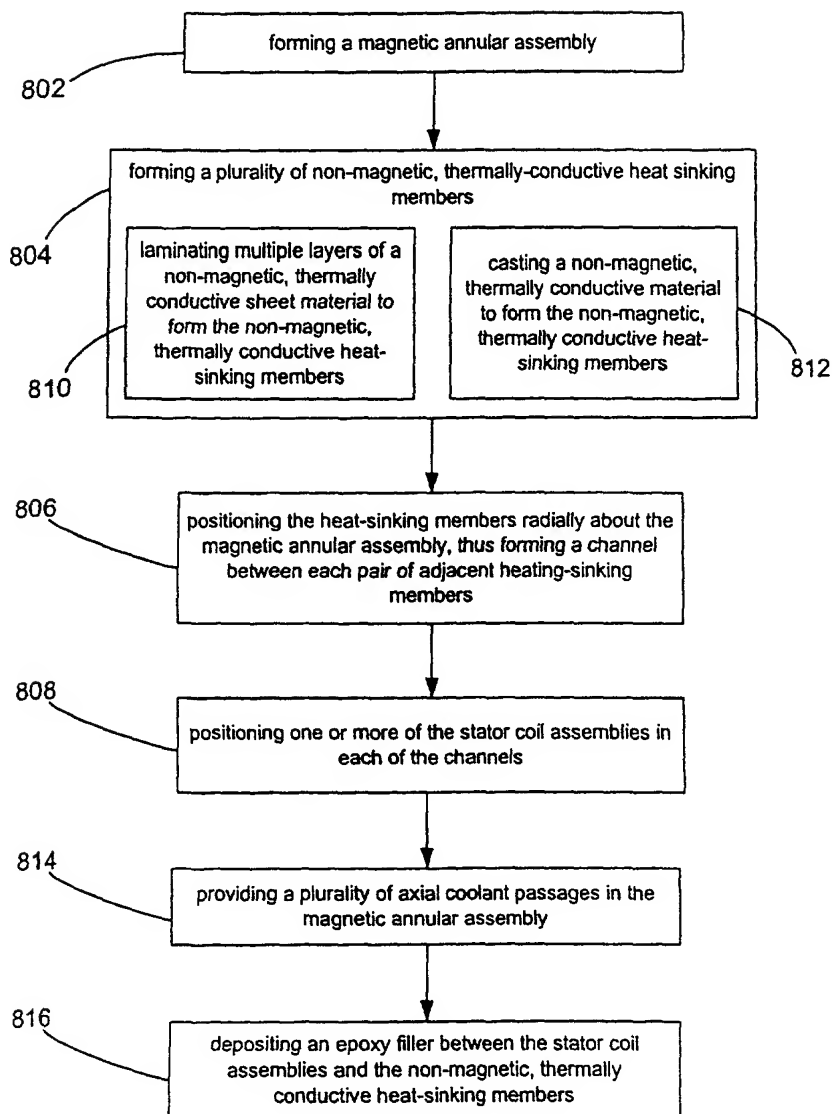 forming a magnetic annular assembly
802
forming a plurality of non-magnetic, thermally-conductive heat sinking
members
804
laminating multiple layers of a
non-magnetic, thermally
conductive sheet material to
form the non-magnetic,
thermally conductive heat-
sinking members
810
casting a non-magnetic,
thermally conductive material
to form the non-magnetic,
thermally conductive heat-
sinking members
812
806
positioning the heat-sinking members radially about the
magnetic annular assembly, thus forming a channel
between each pair of adjacent heating-sinking
members
808
positioning one or more of the stator coil assemblies in
each of the channels
814
providing a plurality of axial coolant passages in the
magnetic annular assembly
816
depositing an epoxy filler between the stator coil
assemblies and the non-magnetic, thermally
conductive heat-sinking members